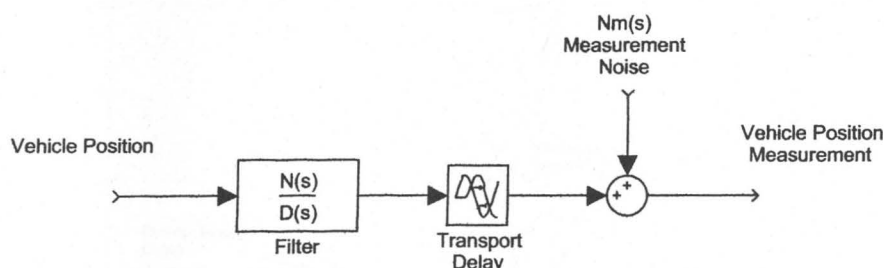 Nm(s)
Measurement
Noise
Vehicle Position
Vehicle Position
Measurement
N(s)
D(s)
Filter
Transport
Delay
+
+